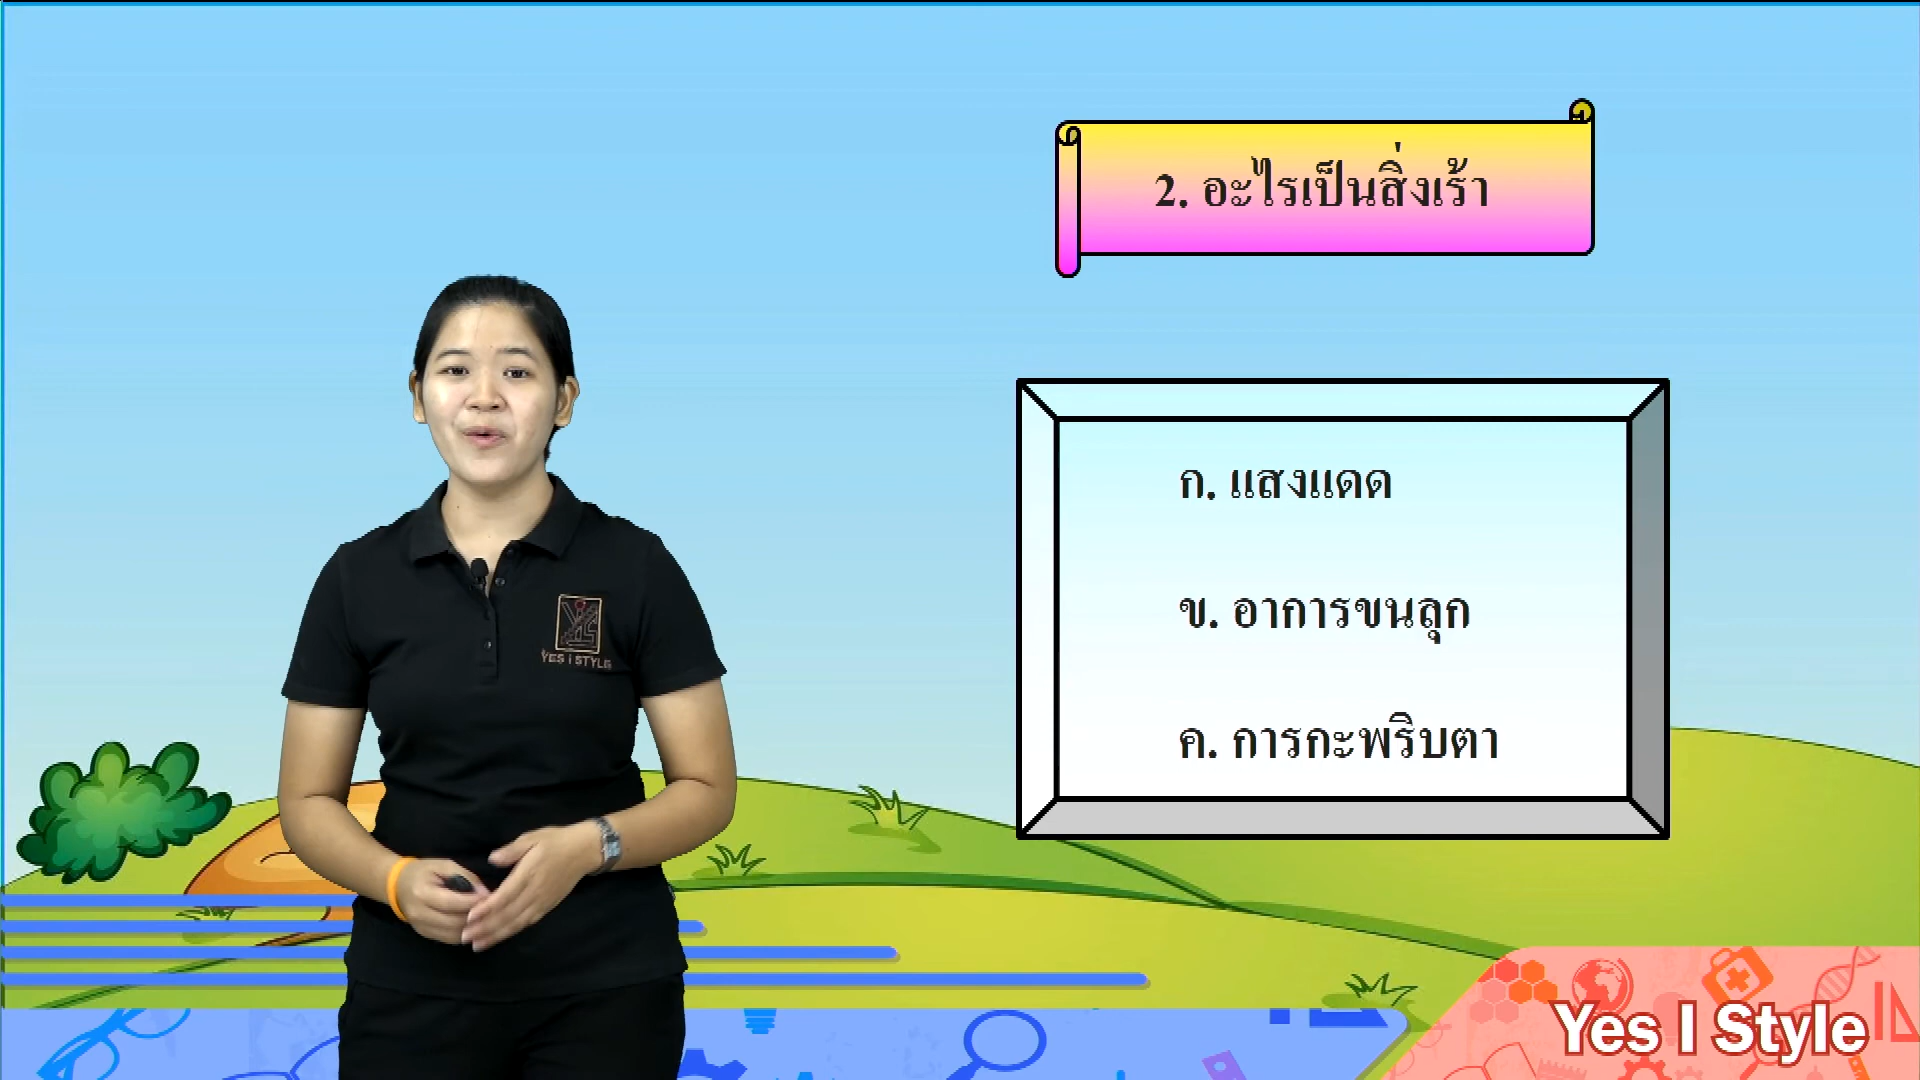 2. อะไรเป็นสิ่งเร้า
ก. แสงแดด
ข. อาการขนลุก
ค. การกะพริบตา
YES I STYLE
Yes I Style